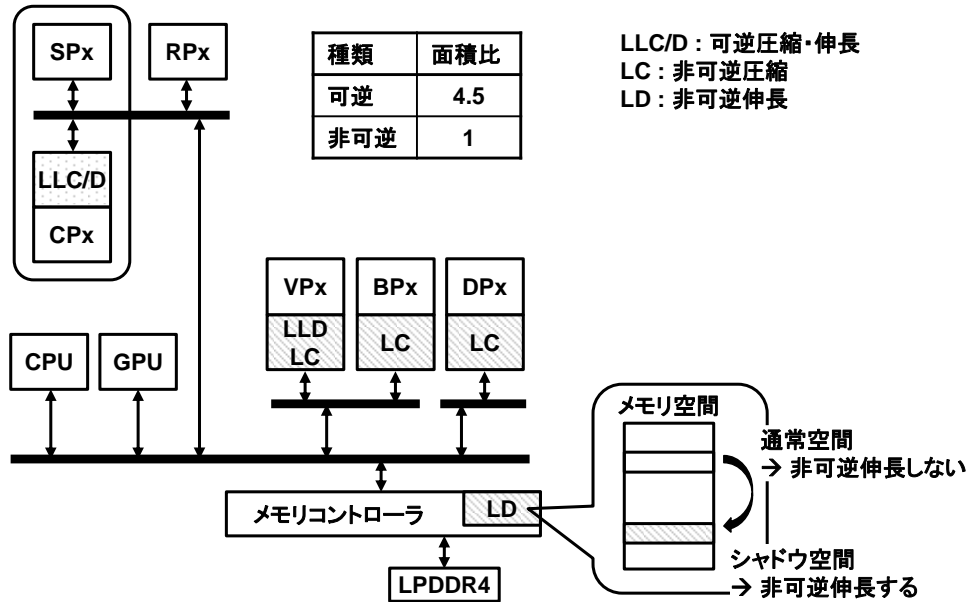 SPx
RPx
種類 面積比
可逆 4.5
非可逆 1
LLC/D : 可逆圧縮・伸長
LC : 非可逆圧縮
LD : 非可逆伸長
LLC/D
CPx
VPx
BPx
DPx
LLD
LC
LC
LC
CPU
GPU
メモリ空間
通常空間
→ 非可逆伸長しない
メモリコントローラ
LD
シャドウ空間
→ 非可逆伸長する
LPDDR4